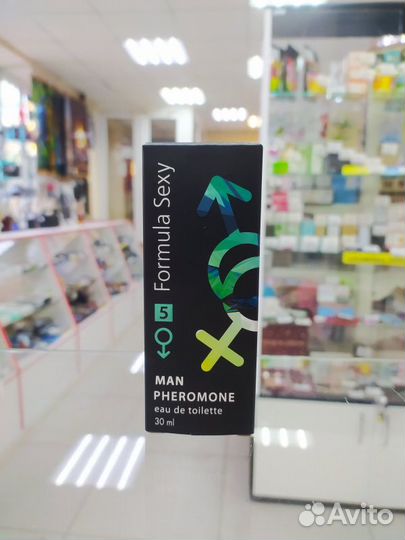 Formula Sexy
5
MAN
PHEROMONE
eau de toilette
30 ml
Avito